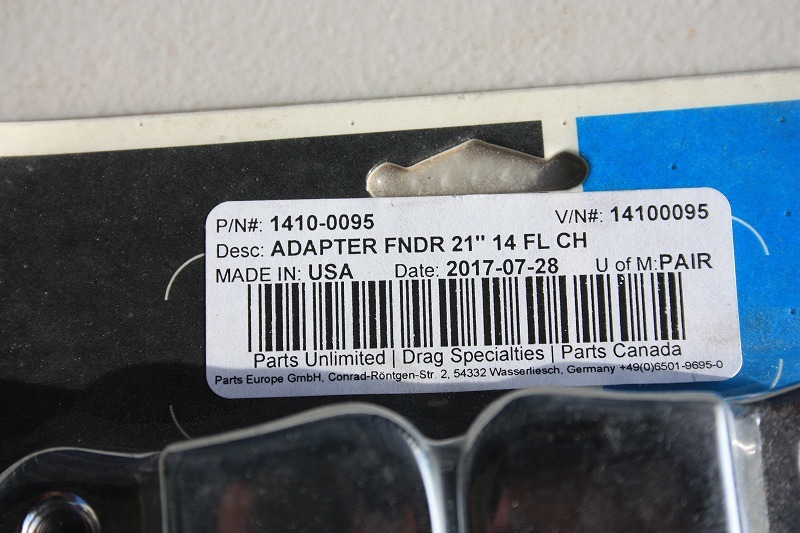 P/N#: 1410-0095 V/N#: 14100095
Desc: ADAPTER FNDR 21" 14 FL CH
MADE IN: USA Date: 2017-07-28 U of M:PAIR
Parts Unlimited | Drag Specialties | Parts Canada
Parts Europe GmbH, Conrad-Röntgen-Str. 2, 54332 Wasserliesch, Germany +49(0)6501-9695-0